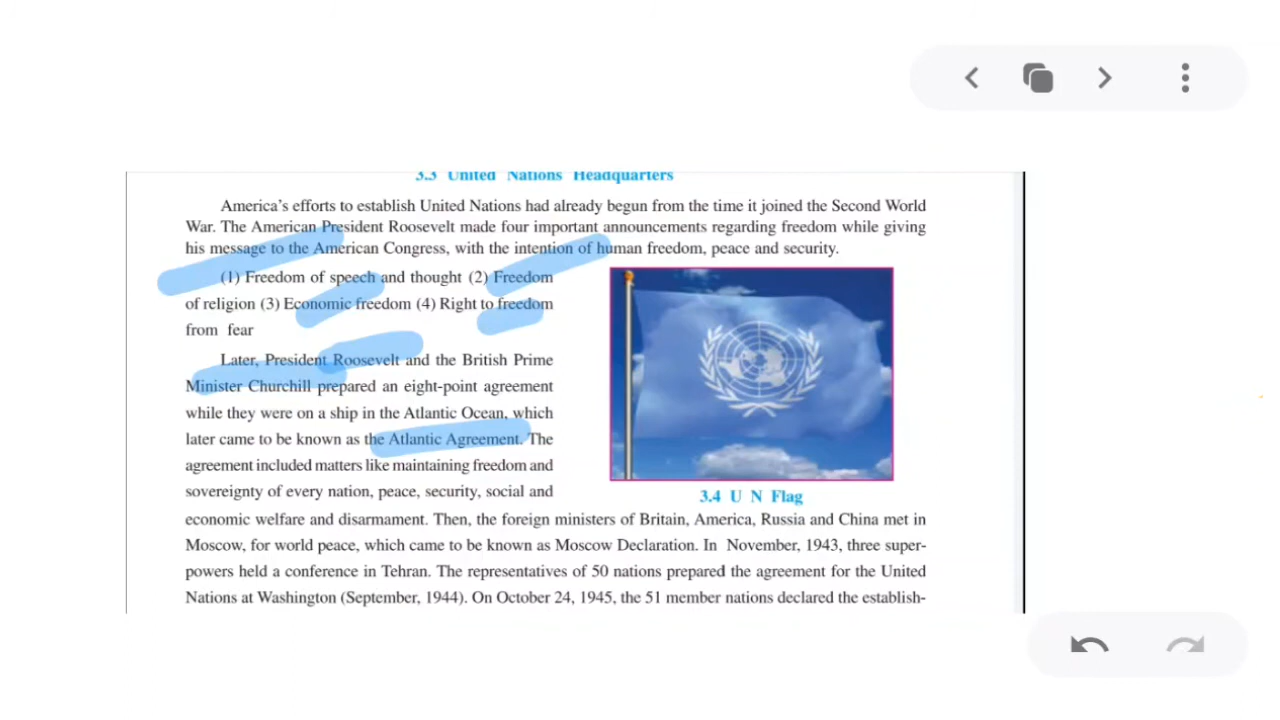 3.3 United Nations Headquarters
America's efforts to establish United Nations had already begun from the time it joined the Second World
War. The American President Roosevelt made four important announcements regarding freedom while giving
his message to the American Congress, with the intention of human freedom, peace and security.
(1) Freedom of speech and thought (2) Freedom
of religion (3) Economic freedom (4) Right to freedom
from fear
Later, President Roosevelt and the British Prime
Minister Churchill prepared an eight-point agreement
while they were on a ship in the Atlantic Ocean, which
later came to be known as the Atlantic Agreement. The
agreement included matters like maintaining freedom and
sovereignty of every nation, peace, security, social and
3.4 U N Flag
economic welfare and disarmament. Then, the foreign ministers of Britain, America, Russia and China met in
Moscow, for world peace, which came to be known as Moscow Declaration. In November, 1943, three super-
powers held a conference in Tehran. The representatives of 50 nations prepared the agreement for the United
Nations at Washington (September, 1944). On October 24, 1945, the 51 member nations declared the establish-